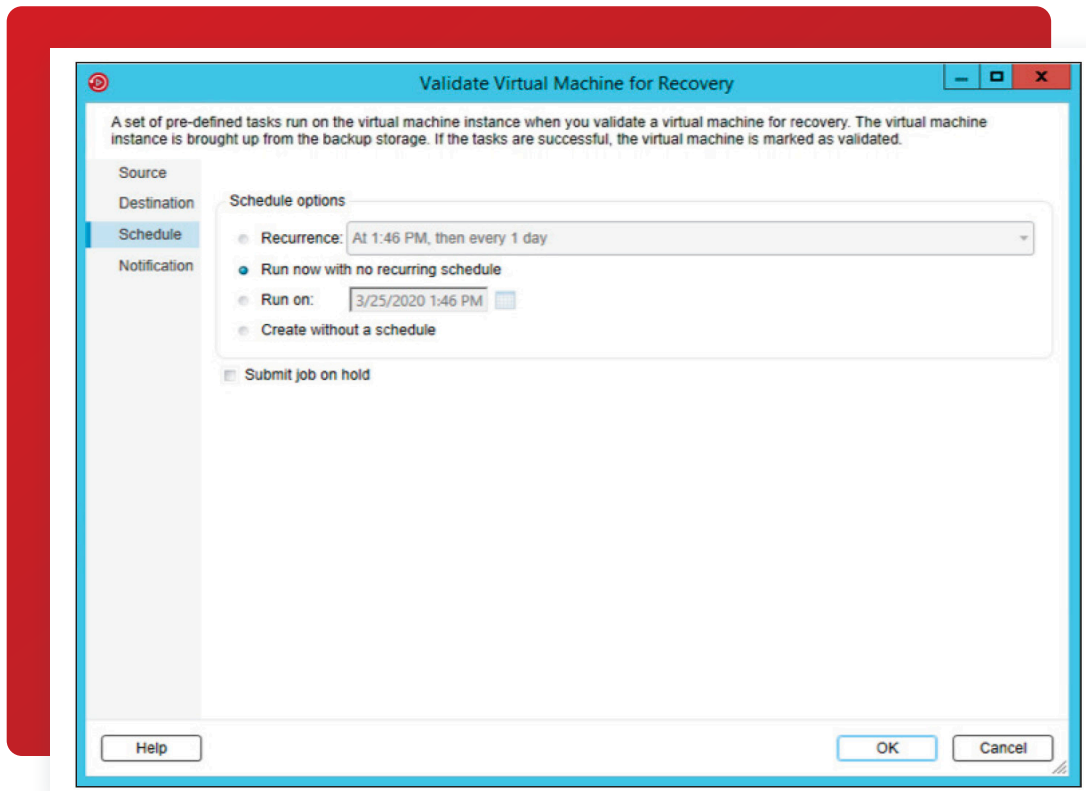 Validate Virtual Machine for Recovery
A set of pre-defined tasks run on the virtual machine instance when you validate a virtual machine for recovery. The virtual machine
instance is brought up from the backup storage. If the tasks are successful, the virtual machine is marked as validated.
Source
Destination
Schedule
Notification
Schedule options
Recurrence: At 1:46 PM, then every 1 day
Run now with no recurring schedule
Run on: 3/25/2020 1:46 PM
Create without a schedule
Submit job on hold
Help
OK
Cancel